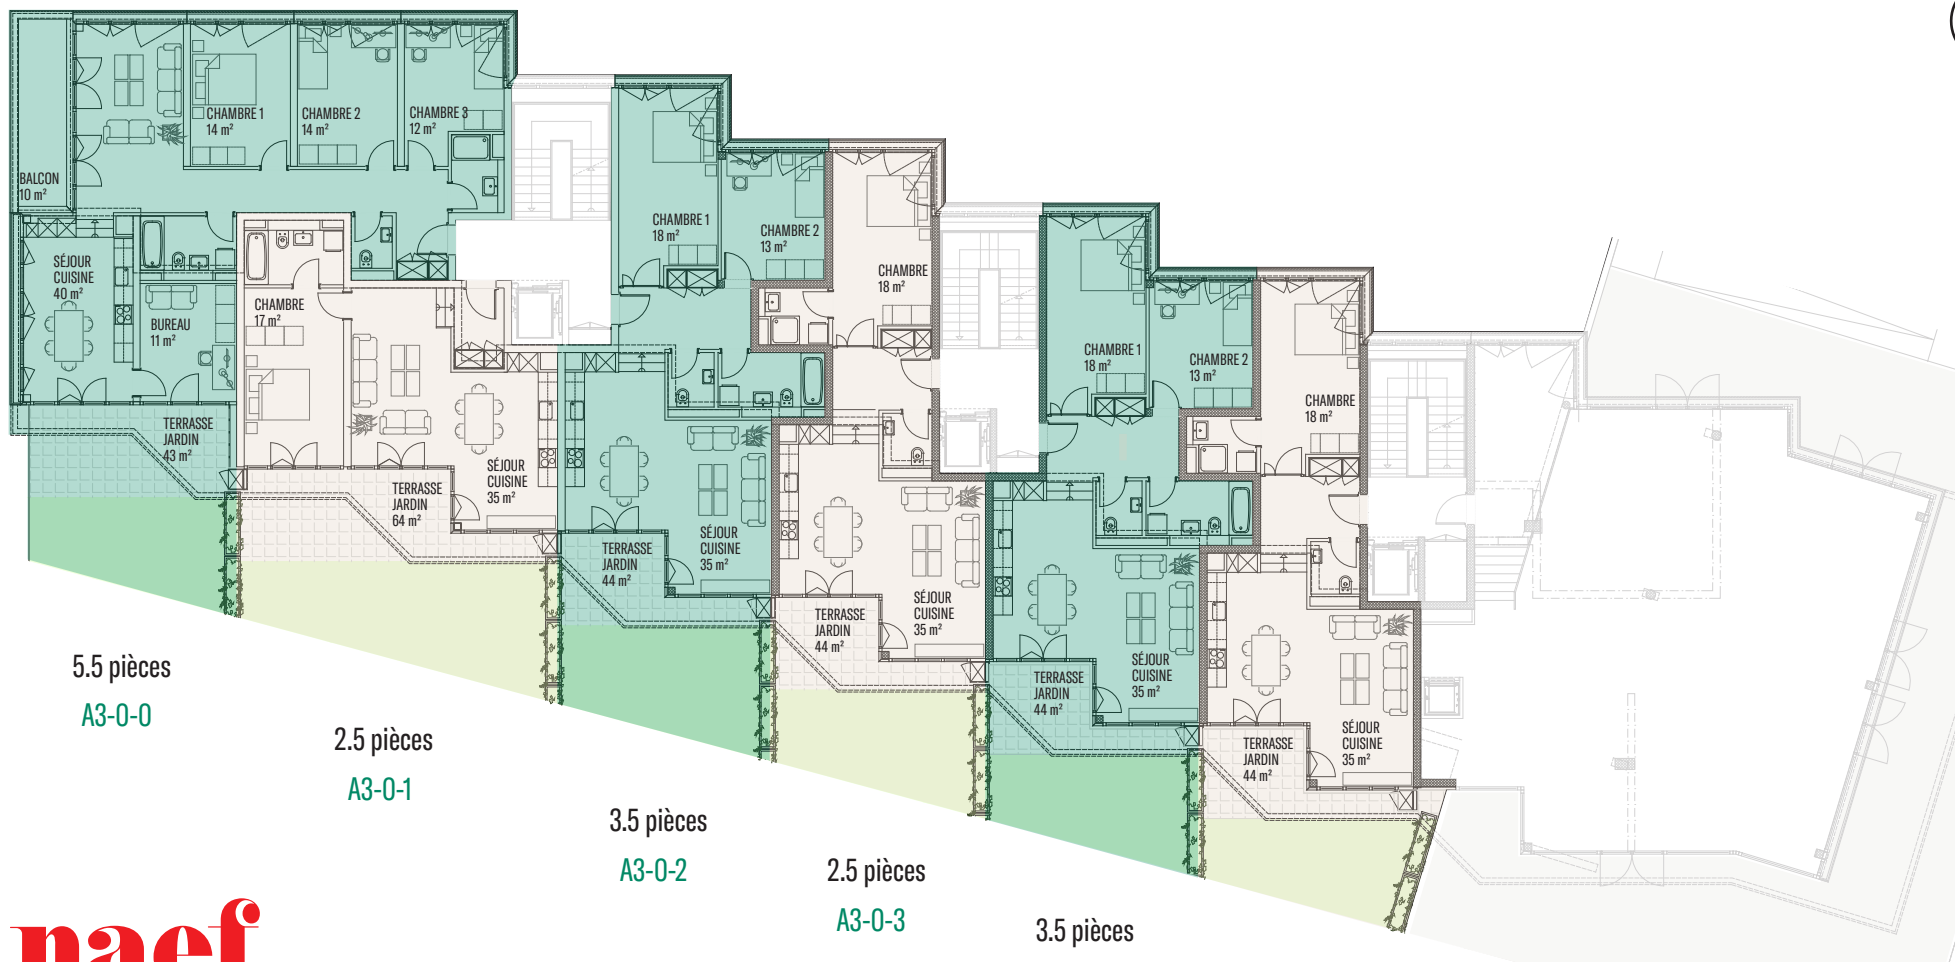 CHAMBRE 1
14 m²
CHAMBRE 2
14 m²
CHAMBRE 3
12 m²
BALCON
10 m²
SÉJOUR
CUISINE
40 m²
BUREAU
11 m²
TERRASSE
JARDIN
43 m²
CHAMBRE
17 m²
SÉJOUR
CUISINE
35 m²
TERRASSE
JARDIN
64 m²
CHAMBRE 1
18 m²
CHAMBRE 2
13 m²
SÉJOUR
CUISINE
35 m²
TERRASSE
JARDIN
44 m²
CHAMBRE
18 m²
SÉJOUR
CUISINE
35 m²
TERRASSE
JARDIN
44 m²
CHAMBRE 1
18 m²
CHAMBRE 2
13 m²
SÉJOUR
CUISINE
35 m²
TERRASSE
JARDIN
44 m²
CHAMBRE
18 m²
SÉJOUR
CUISINE
35 m²
TERRASSE
JARDIN
44 m²
5.5 pièces
A3-0-0
2.5 pièces
A3-0-1
3.5 pièces
A3-0-2
2.5 pièces
A3-0-3
3.5 pièces
naef